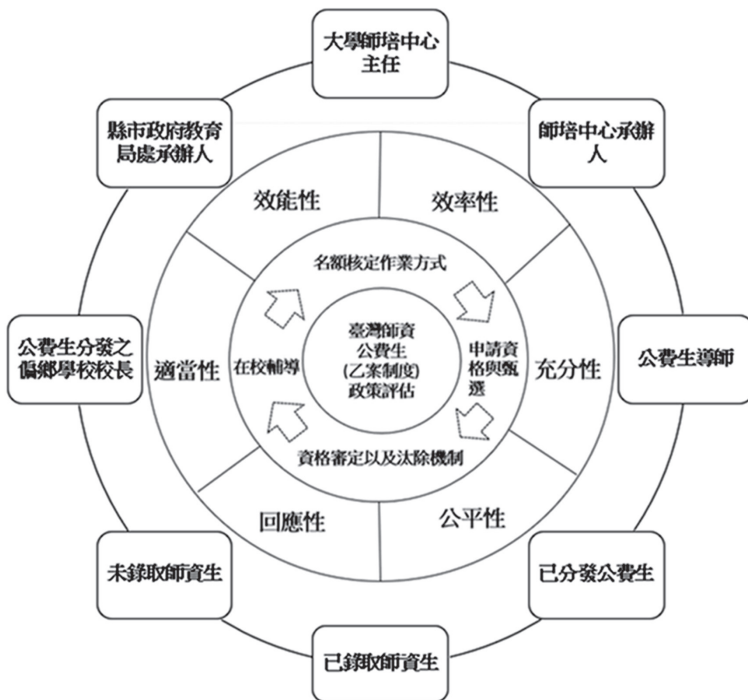 大學師培中心
主任
縣市政府教育
局處承辦人
師培中心承辦
人
效能性
效率性
名額核定作業方式
公費生分發之
偏鄉學校校長
適當性
在校輔導
臺灣師資
公費生
(乙案制度)
政策評估
申請資
格與甄
選
充分性
公費生導師
資格審定以及汰除機制
回應性
公平性
未錄取師資生
已分發公費生
已錄取師資生